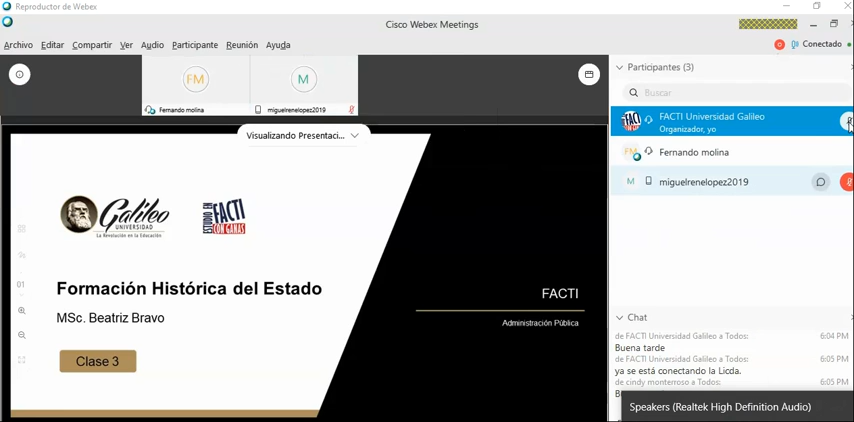 Reproductor de Webex
Cisco Webex Meetings
Archivo Editar Compartir Ver Audio Participante Reunión Ayuda
Conectado
FM
Fernando molina
M
miguelrenelopez2019
Visualizando Presentaci...
Galileo
UNIVERSIDAD
La Revolución en la Educación
ESTUDIO EN
FACTI
CON GANAS
01
Formación Histórica del Estado
MSc. Beatriz Bravo
Clase 3
FACTI
Administración Pública
Participantes (3)
Buscar
FACTI Universidad Galileo
Organizador, yo
FM Fernando molina
M miguelrenelopez2019
Chat
de FACTI Universidad Galileo a Todos: 6:04 PM
Buena tarde
de FACTI Universidad Galileo a Todos: 6:05 PM
ya se está conectando la Licda.
de cindy monterroso a Todos: 6:05 PM
Speakers (Realtek High Definition Audio)